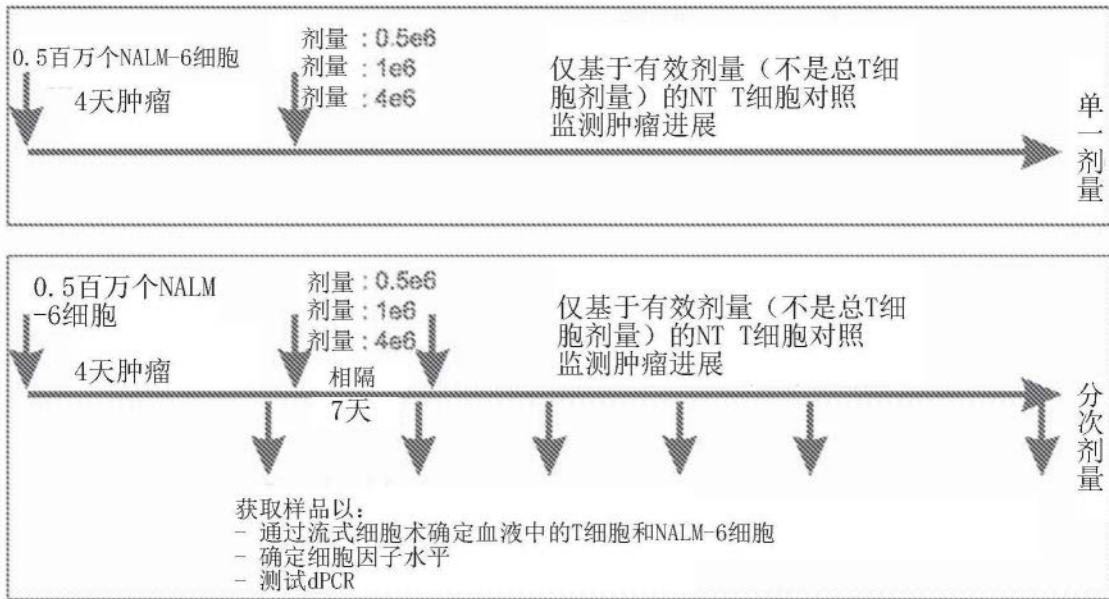 0.5百万个NALM-6细胞
4天肿瘤
剂量：0.5e6
剂量：1e6
剂量：4e6
仅基于有效剂量（不是总T细
胞剂量）的NT T细胞对照
监测肿瘤进展
单一剂量
0.5百万个NALM
-6细胞
4天肿瘤
剂量：0.5e6
剂量：1e6
剂量：4e6
相隔
7天
仅基于有效剂量（不是总T细
胞剂量）的NT T细胞对照
监测肿瘤进展
分次剂量
获取样品以:
- 通过流式细胞术确定血液中的T细胞和NALM-6细胞
- 确定细胞因子水平
- 测试dPCR